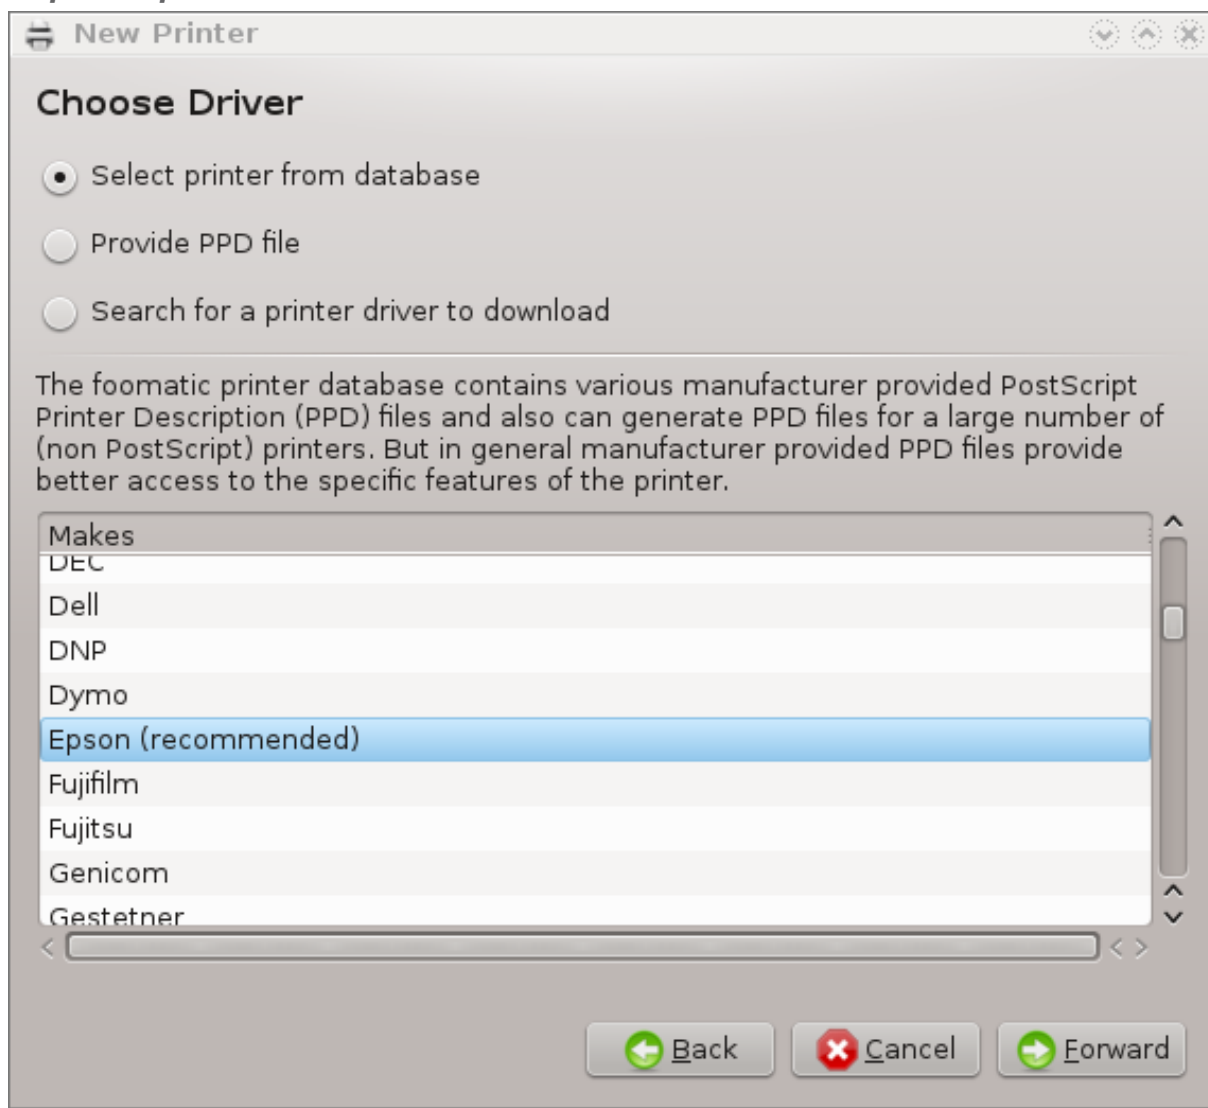 New Printer
Choose Driver
Select printer from database
Provide PPD file
Search for a printer driver to download
The foomatic printer database contains various manufacturer provided PostScript
Printer Description (PPD) files and also can generate PPD files for a large number of
(non PostScript) printers. But in general manufacturer provided PPD files provide
better access to the specific features of the printer.
Makes
DEC
Dell
DNP
Dymo
Epson (recommended)
Fujifilm
Fujitsu
Genicom
Gestetner
Back
Cancel
Forward